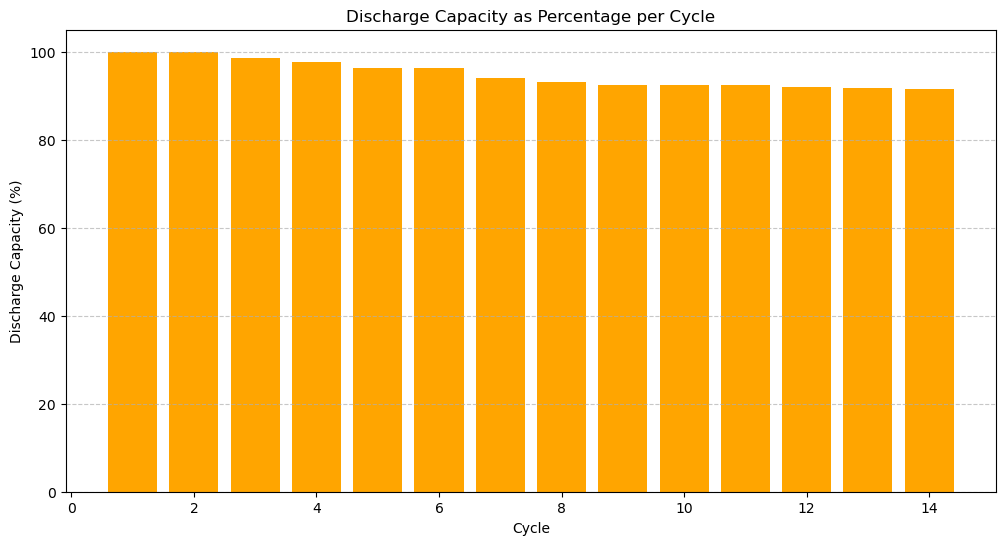 Discharge Capacity as Percentage per Cycle
Discharge Capacity (%)
100
80
60
40
20
0
0 2 4 6 8 10 12 14
Cycle